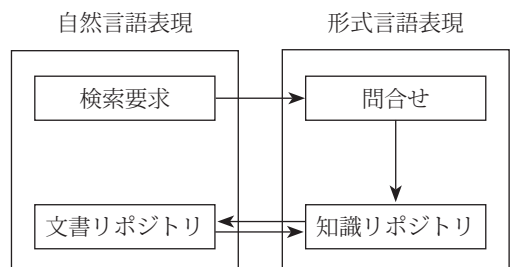 自然言語表現
形式言語表現
検索要求
問合せ
文書リポジトリ
知識リポジトリ